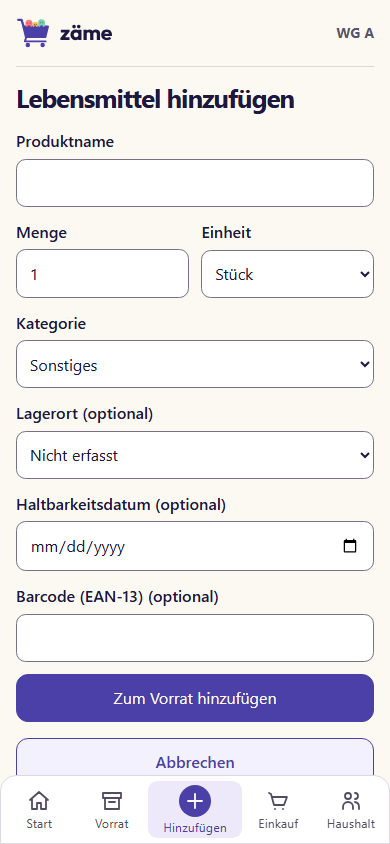 zäme
WG A
Lebensmittel hinzufügen
Produktname
Menge
Einheit
1
Stück
Kategorie
Sonstiges
Lagerort (optional)
Nicht erfasst
Haltbarkeitsdatum (optional)
mm/dd/yyyy
Barcode (EAN-13) (optional)
Zum Vorrat hinzufügen
Abbrechen
Start
Vorrat
Hinzufügen
Einkauf
Haushalt